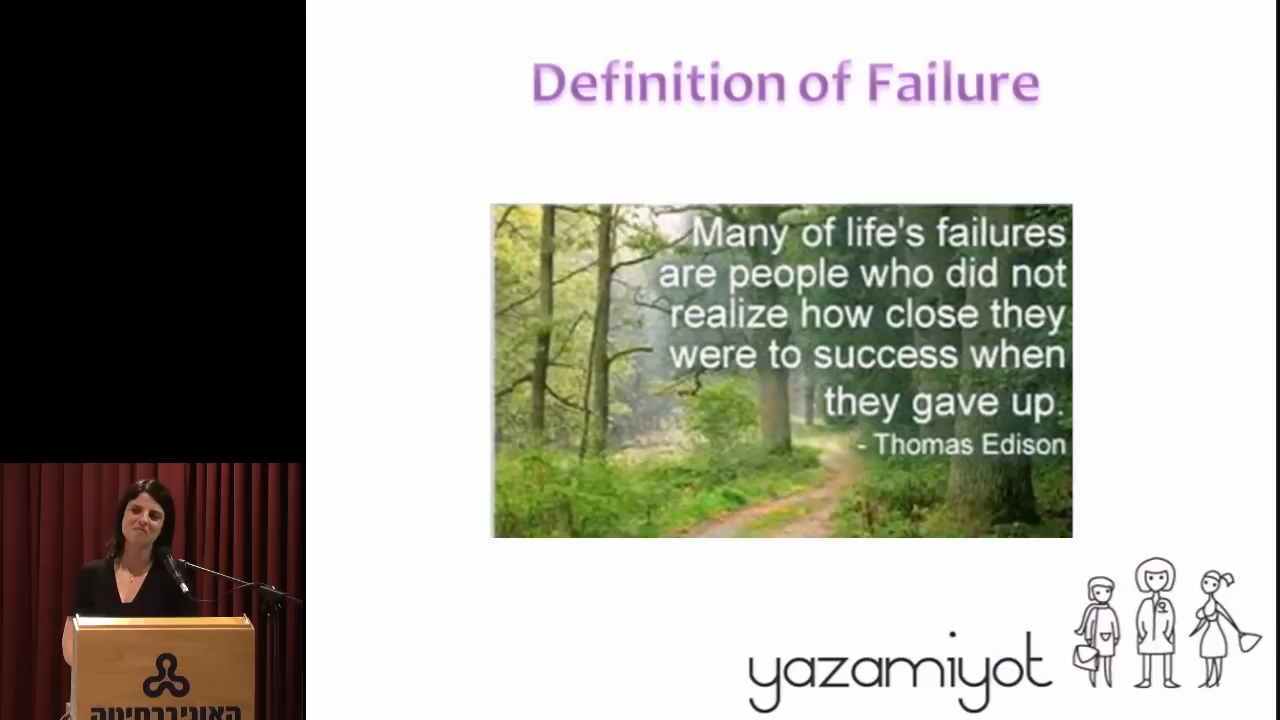 Definition of Failure
Many of life's failures
are people who did not
realize how close they
were to success when
they gave up.
- Thomas Edison
yazamiyot
האוניברסיטה